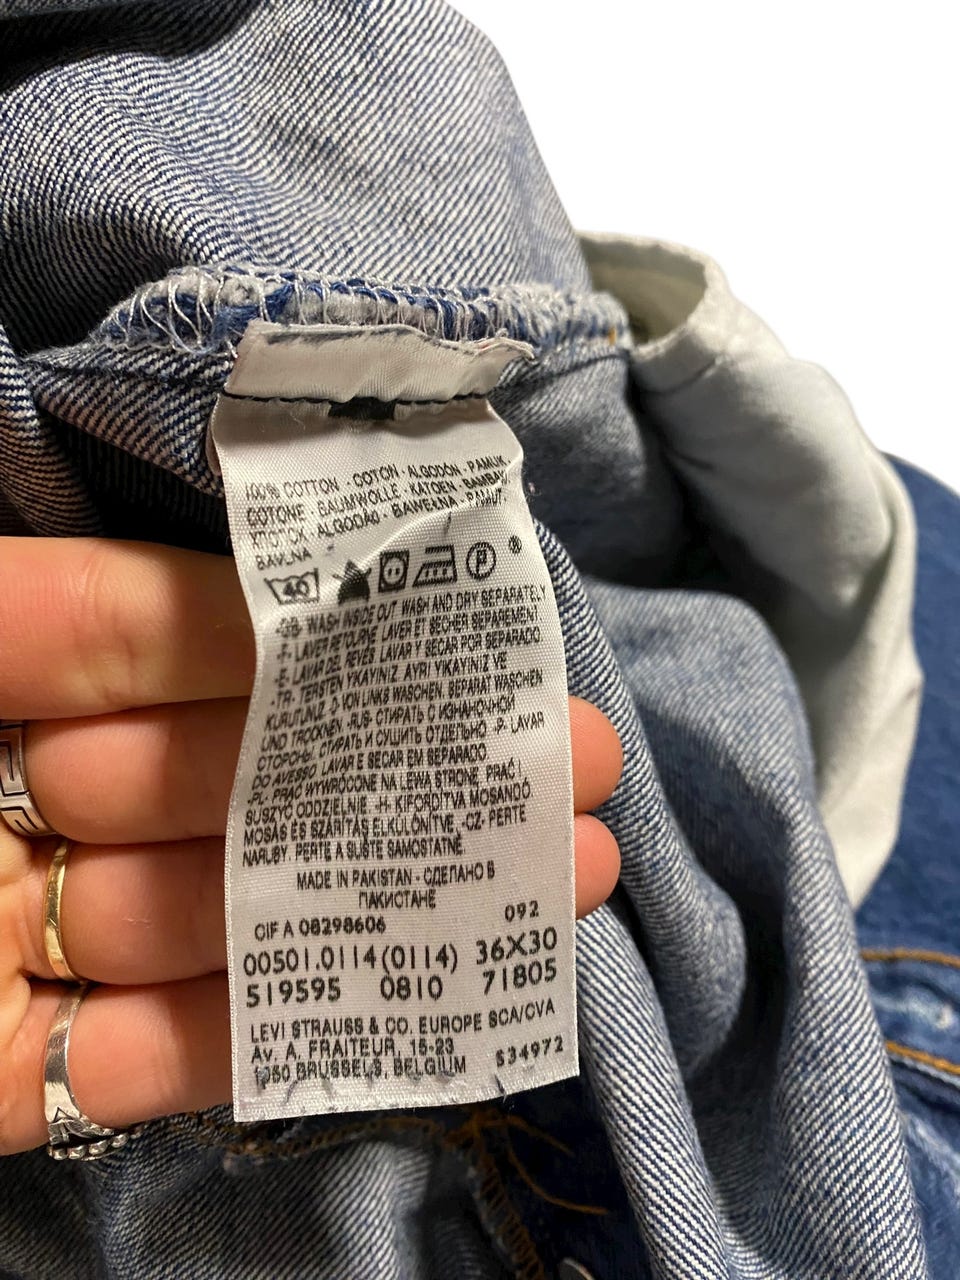 100% COTTON - COTON - ALGODON - PAMUK -
COTONE - BAUMWOLLE - KATOEN - BAMBAK
ХЛОПОК - ALGODÃO - BAWEŁNA - PAMUT-
BAVLNA
40 P ®
-GB- WASH INSIDE OUT WASH AND DRY SEPARATELY
-F- LAVER RETOURNE LAVER ET SECHER SEPAREMENT
-E- LAVAR DEL REVÉS LAVAR Y SECAR POR SEPARADO
-TR- TERSTEN YIKAYINIZ AYRI YIKAYINIZ VE
KURUTUNUZ -D- VON LINKS WASCHEN, SEPARAT WASCHEN
UND TROCKNEN -RUS- СТИРАТЬ С ИЗНАНОЧНОЙ
СТОРОНЫ, СТИРАТЬ И СУШИТЬ ОТДЕЛЬНО -P- LAVAR
DO AVESSO LAVAR E SECAR EM SEPARADO
-PL- PRAĆ WYWRÓCONE NA LEWĄ STRONĘ, PRAĆ I
SUSZYĆ ODDZIELNIE -H- KIFORDÍTVA MOSANDÓ
MOSÁS ÉS SZÁRÍTÁS ELKÜLÖNÍTVE -CZ- PERTE
NARUBY. PERTE A SUŠTE SAMOSTATNĚ
MADE IN PAKISTAN - СДЕЛАНО В
ПАКИСТАНЕ
CIF A 08298606 092
00501.0114(0114) 36X30
519595 0810 71805
LEVI STRAUSS & CO. EUROPE SCA/CVA
Av. A. FRAITEUR, 15-23
1050 BRUSSELS, BELGIUM S34972